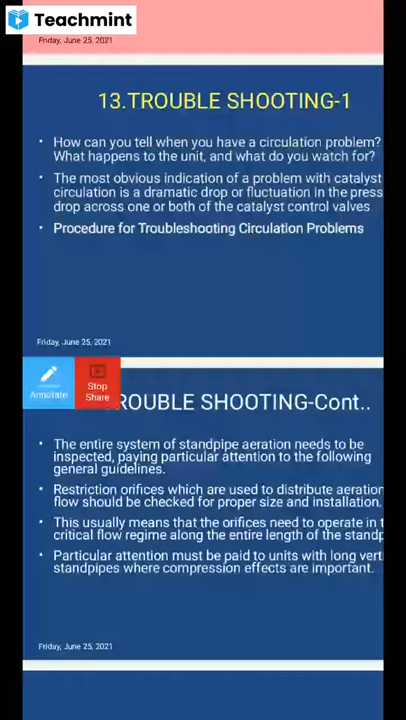 Teachmint
Friday, June 25, 2021
13.TROUBLE SHOOTING-1
• How can you tell when you have a circulation problem?
What happens to the unit, and what do you watch for?
• The most obvious indication of a problem with catalyst
circulation is a dramatic drop or fluctuation in the press
drop across one or both of the catalyst control valves.
• Procedure for Troubleshooting Circulation Problems
Friday, June 25, 2021
Annotate
Stop
Share
ROUBLE SHOOTING-Cont..
• The entire system of standpipe aeration needs to be
inspected, paying particular attention to the following
general guidelines.
• Restriction orifices which are used to distribute aeration
flow should be checked for proper size and installation.
• This usually means that the orifices need to operate in t
critical flow regime along the entire length of the standp
• Particular attention must be paid to units with long vert
standpipes where compression effects are important.
Friday, June 25, 2021